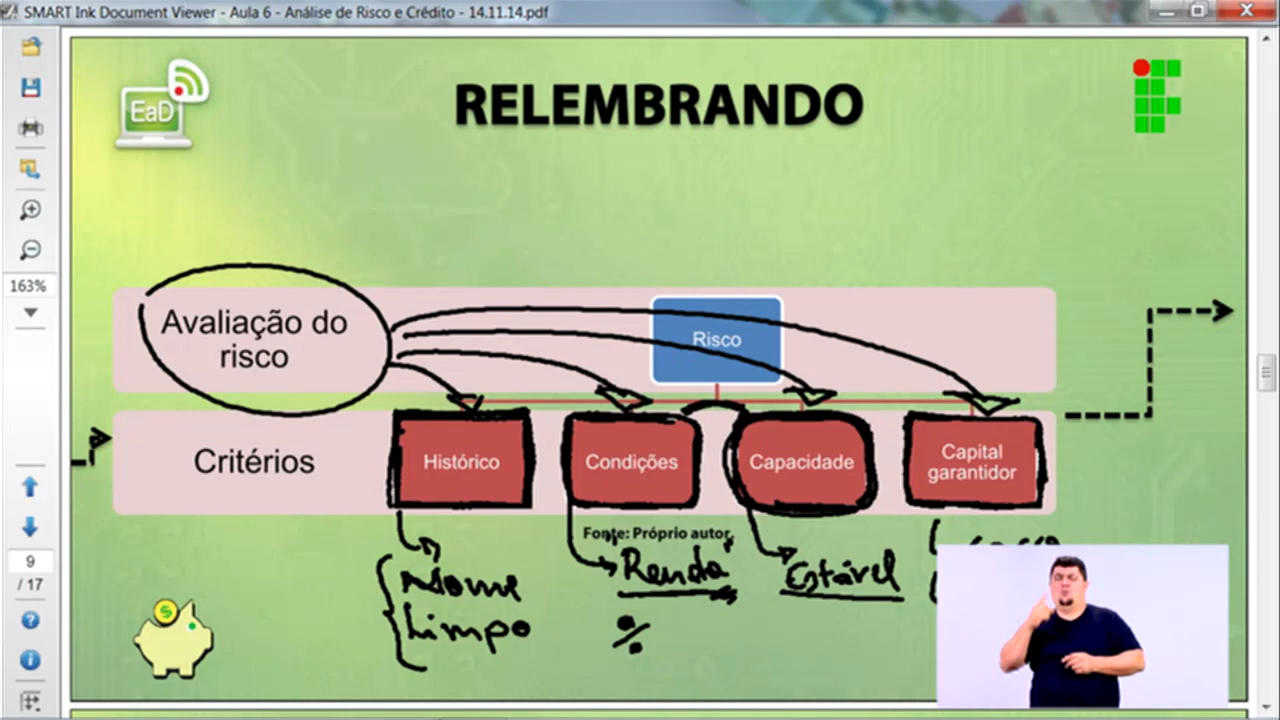 SMART Ink Document Viewer - Aula 6 - Análise de Risco e Crédito - 14.11.14.pdf
EaD
RELEMBRANDO
163%
Avaliação do
risco
Risco
Critérios
Histórico
Condições
Capacidade
Capital
garantidor
Fonte: Próprio autor.
Nome
Limpo
"Renda"
%
Estável
9
/ 17